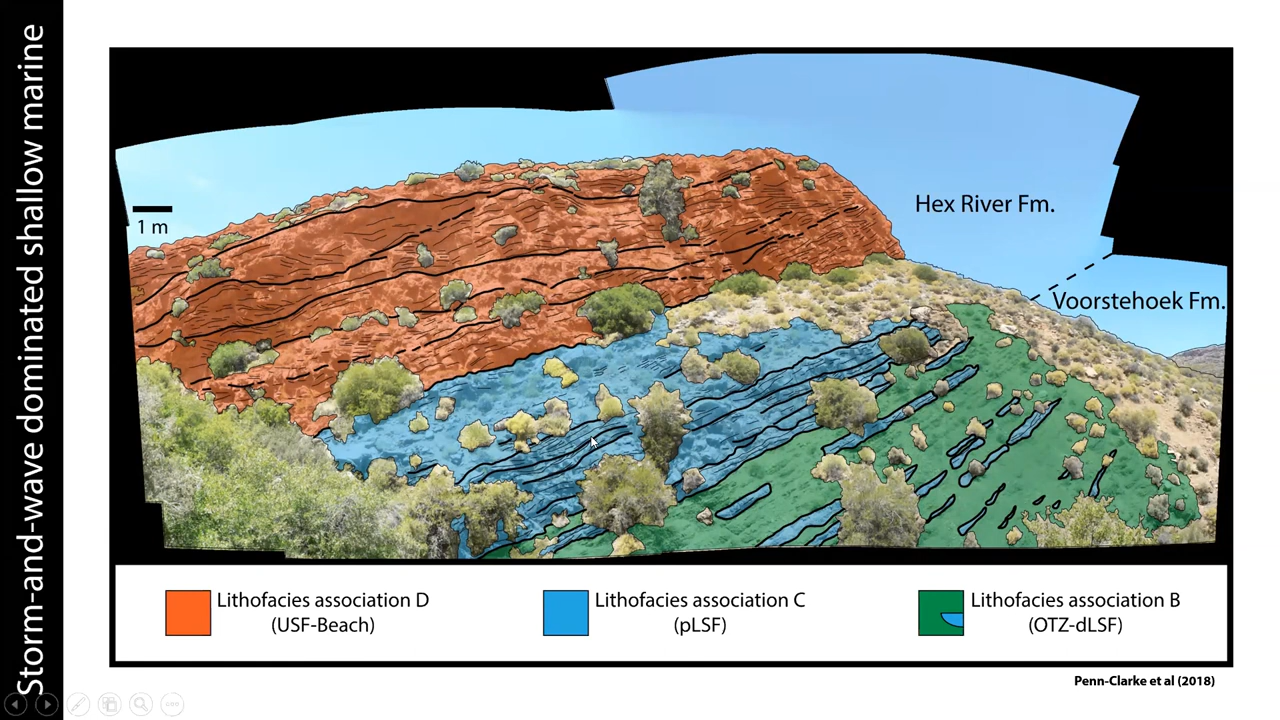 Storm-and-wave dominated shallow marine
1 m
Hex River Fm.
Voorstehoek Fm.
Lithofacies association D
(USF-Beach)
Lithofacies association C
(pLSF)
Lithofacies association B
(OTZ-dLSF)
Penn-Clarke et al (2018)